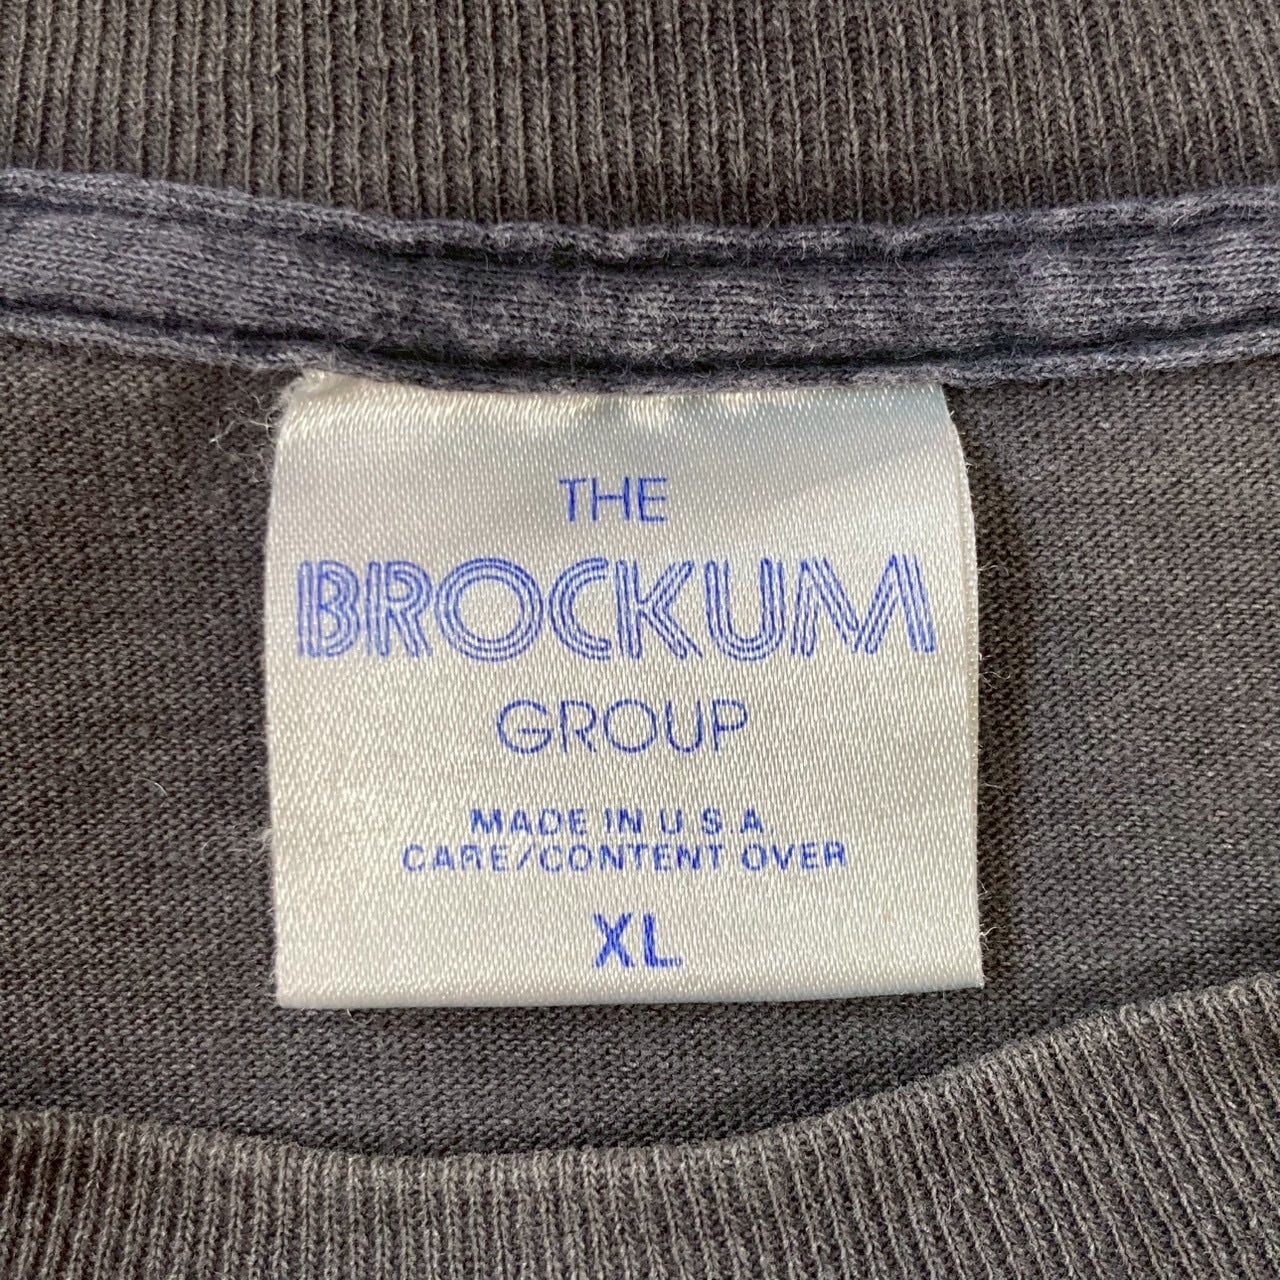 THE
BROCKUM
GROUP
MADE IN U.S.A.
CARE/CONTENT OVER
XL